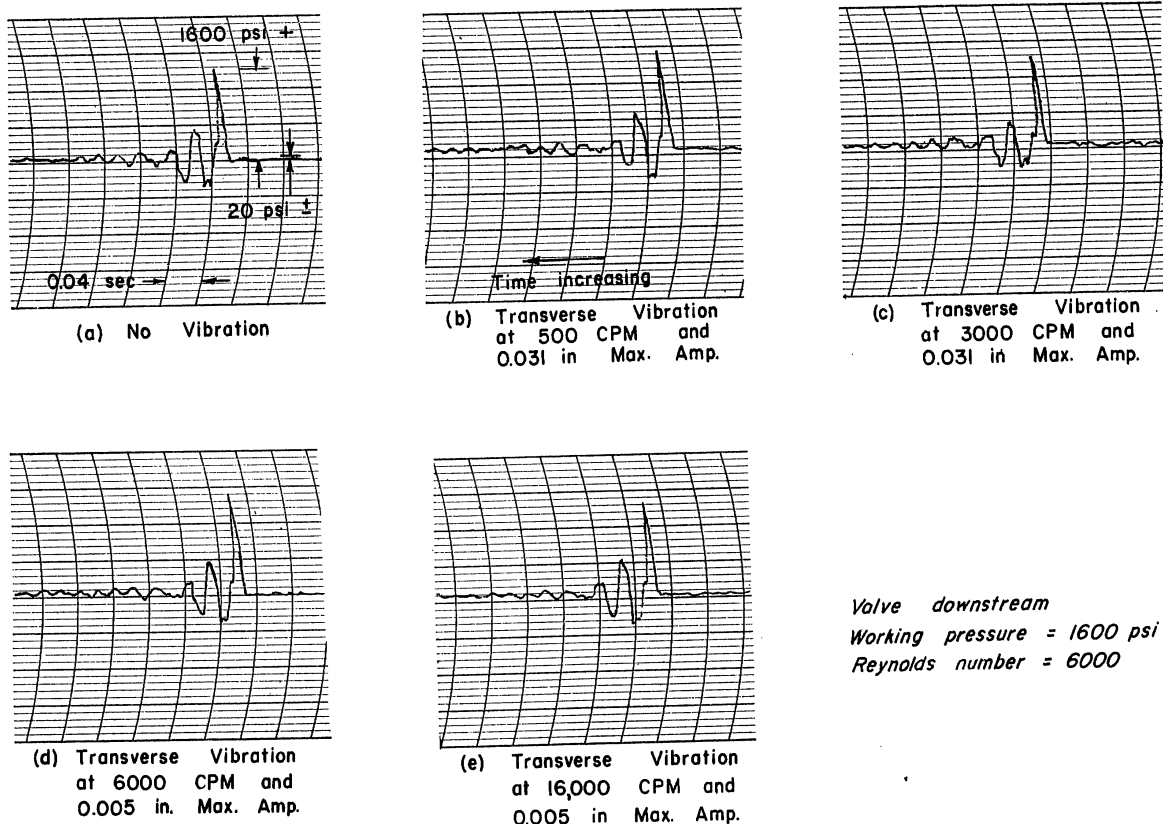 1600 psi +
20 psi ±
0.04 sec
(a) No Vibration
Time increasing
(b) Transverse Vibration
at 500 CPM and
0.031 in Max. Amp.
(c) Transverse Vibration
at 3000 CPM and
0.031 in Max. Amp.
(d) Transverse Vibration
at 6000 CPM and
0.005 in. Max. Amp.
(e) Transverse Vibration
at 16,000 CPM and
0.005 in Max. Amp.
Valve downstream
Working pressure = 1600 psi
Reynolds number = 6000